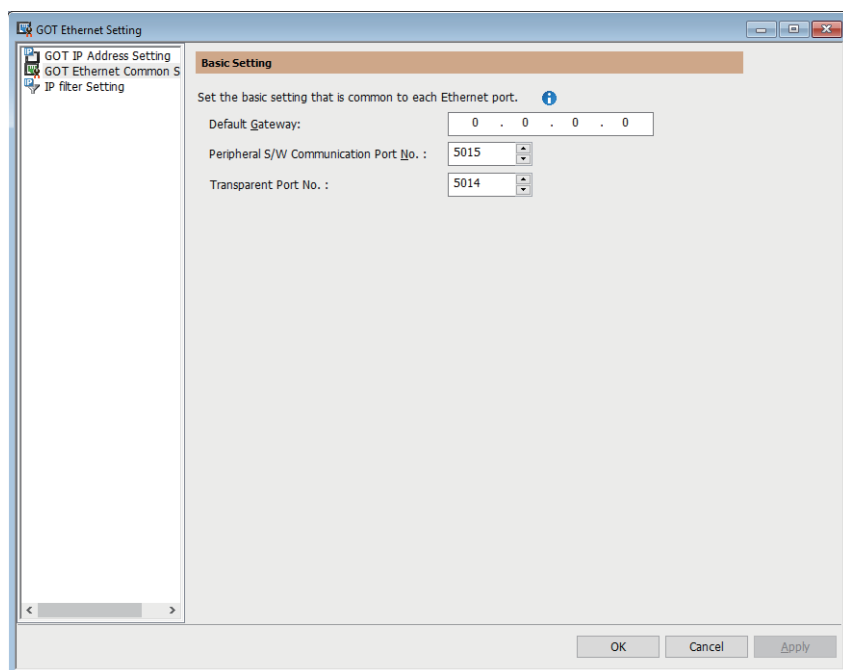 GOT Ethernet Setting
GOT IP Address Setting
GOT Ethernet Common S
IP filter Setting
Basic Setting
Set the basic setting that is common to each Ethernet port.
Default Gateway: 0 . 0 . 0 . 0
Peripheral S/W Communication Port No. : 5015
Transparent Port No. : 5014
OK Cancel Apply